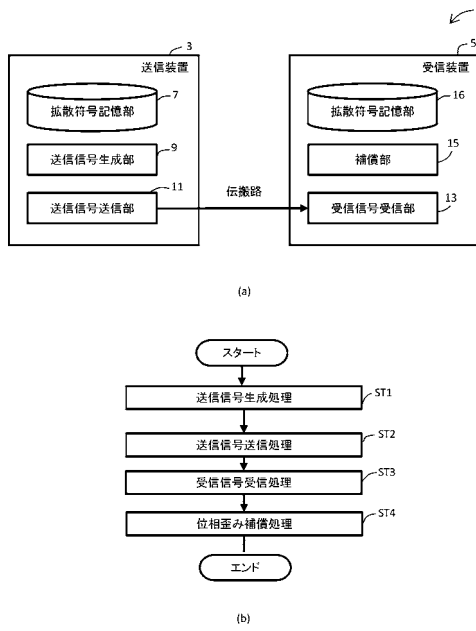 3
送信装置
7
拡散符号記憶部
送信信号生成部
9
送信信号送信部
11
伝搬路
5
受信装置
拡散符号記憶部
16
補償部
15
受信信号受信部
13
(a)
スタート
送信信号生成処理
ST1
送信信号送信処理
ST2
受信信号受信処理
ST3
位相歪み補償処理
ST4
エンド
(b)